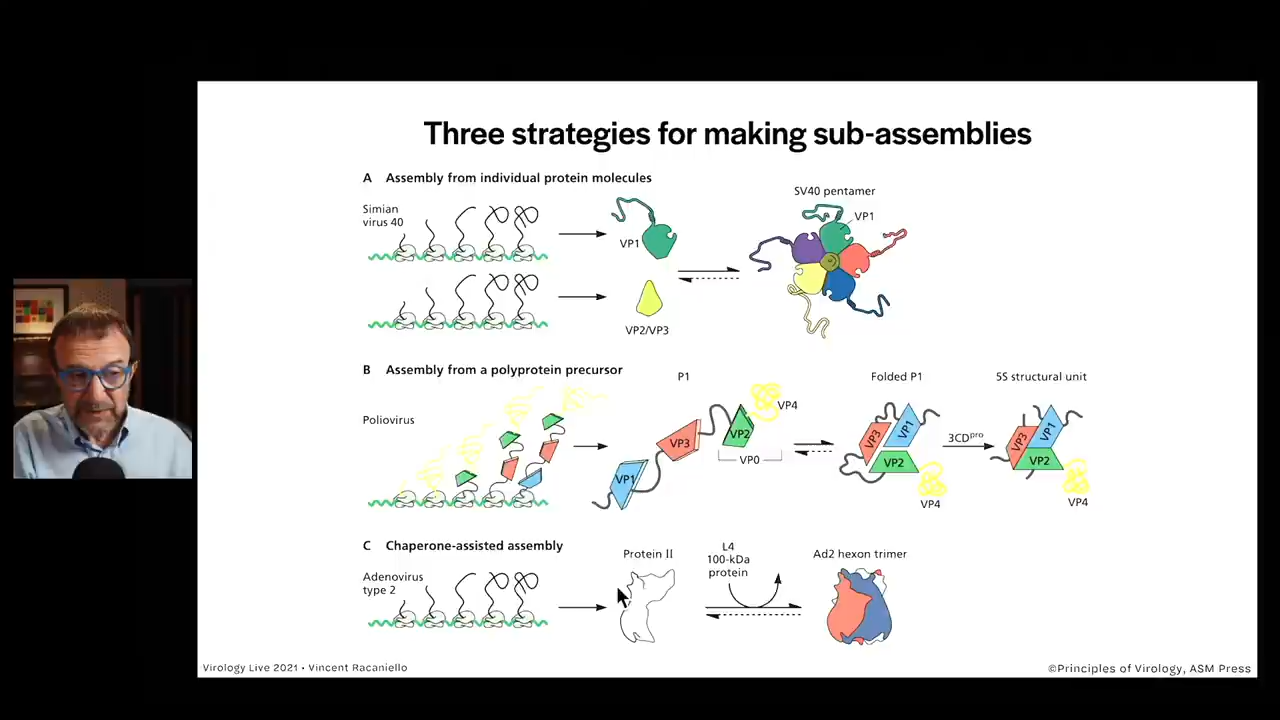 Three strategies for making sub-assemblies
A Assembly from individual protein molecules
Simian
virus 40
VP1
VP2/VP3
SV40 pentamer
VP1
B Assembly from a polyprotein precursor
Poliovirus
P1
VP1
VP3
VP2
VP4
VP0
Folded P1
VP3
VP1
VP2
VP4
3CDpro
5S structural unit
VP3
VP1
VP2
VP4
C Chaperone-assisted assembly
Adenovirus
type 2
Protein II
L4
100-kDa
protein
Ad2 hexon trimer
Virology Live 2021 • Vincent Racaniello
©Principles of Virology, ASM Press